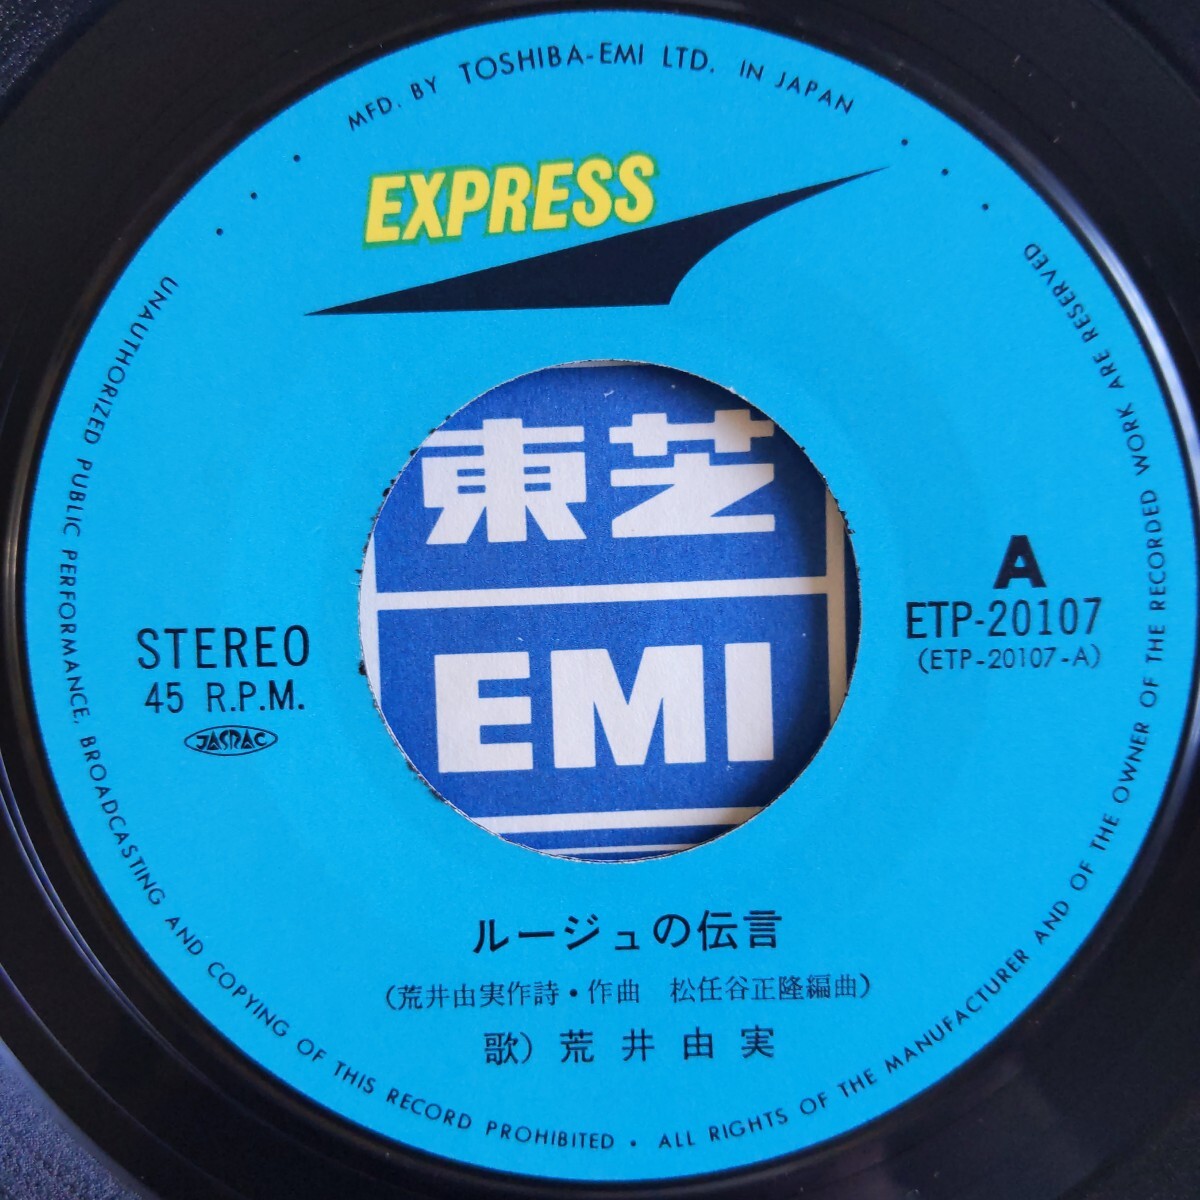 MFD. BY TOSHIBA-EMI LTD. IN JAPAN
EXPRESS
東芝
EMI
STEREO
45 R.P.M.
JASRAC
A
ETP-20107
(ETP-20107-A)
ルージュの伝言
(荒井由実作詩・作曲 松任谷正隆編曲)
歌) 荒井由実
UNAUTHORIZED PUBLIC PERFORMANCE, BROADCASTING AND COPYING OF THIS RECORD PROHIBITED • ALL RIGHTS OF THE MANUFACTURER AND OF THE OWNER OF THE RECORDED WORK ARE RESERVED